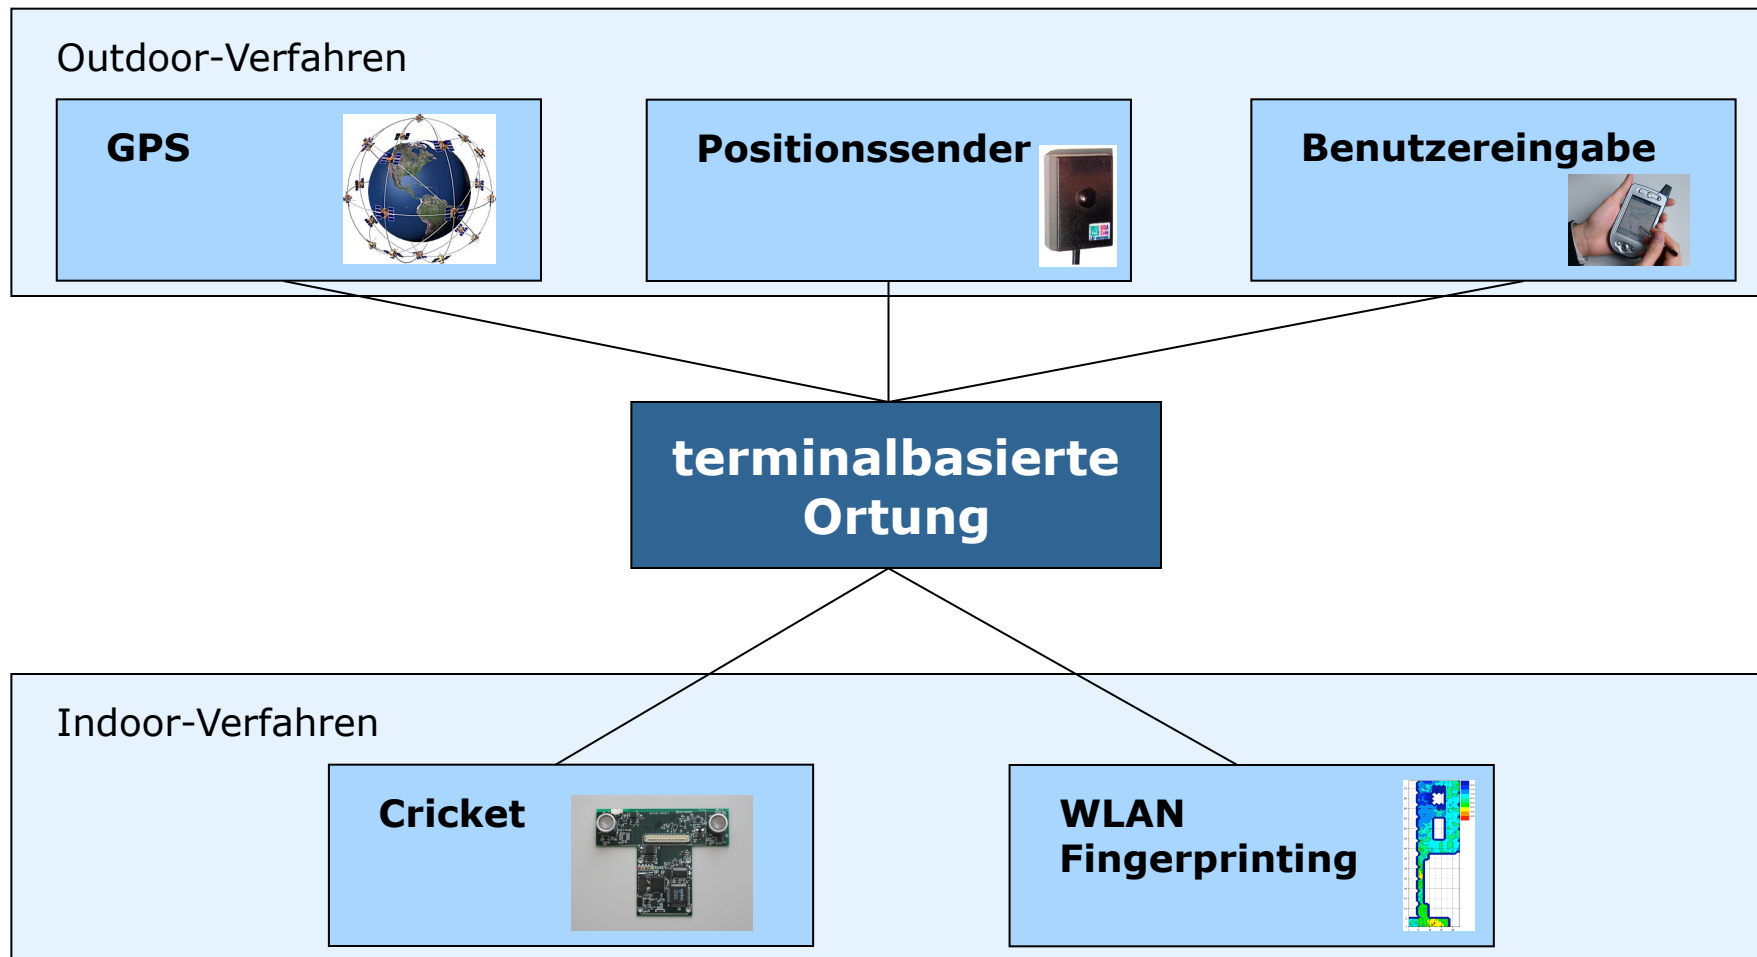 Outdoor-Verfahren
GPS
Positionssender
Benutzereingabe
terminalbasierte
Ortung
Indoor-Verfahren
Cricket
WLAN
Fingerprinting